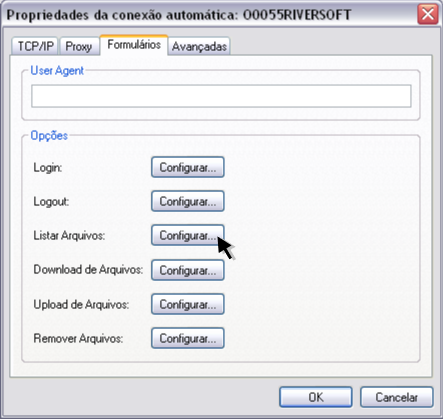 Propriedades da conexão automática: O0055RIVERSOFT
TCP/IP Proxy Formulários Avançadas
User Agent
Opções
Login: Configurar...
Logout: Configurar...
Listar Arquivos: Configurar...
Download de Arquivos: Configurar...
Upload de Arquivos: Configurar...
Remover Arquivos: Configurar...
OK Cancelar